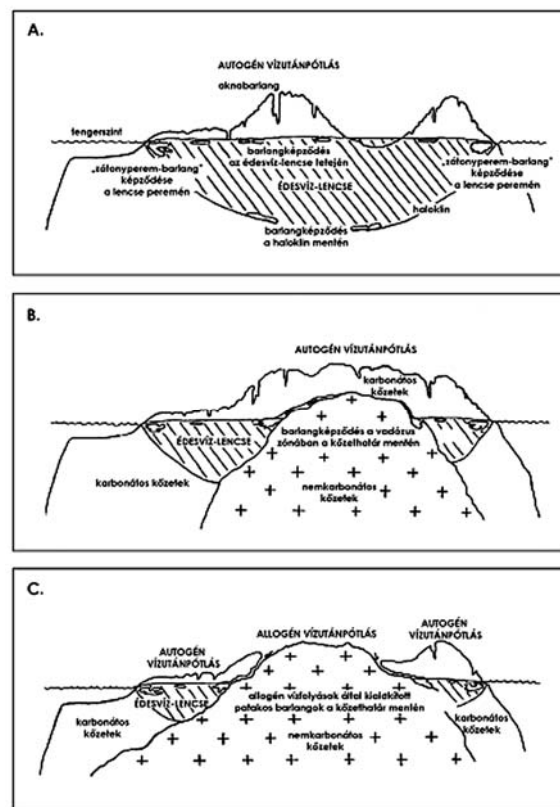 A.
AUTOGÉN VÍZUTÁNPÓTLÁS
aknabarlang
tengerszint
barlangképződés
az édesvíz-lencse tetején
„zátonyperem-barlang"
képződése
a lencse peremén
ÉDESVÍZ-LENCSE
„zátonyperem-barlang"
képződése
a lencse peremén
haloklin
barlangképződés
a haloklin mentén
B.
AUTOGÉN VÍZUTÁNPÓTLÁS
karbonátos
kőzetek
ÉDESVÍZ-LENCSE
barlangképződés a vadózus
zónában a kőzethatár mentén
karbonátos kőzetek
nemkarbonátos
kőzetek
C.
AUTOGÉN
VÍZUTÁNPÓTLÁS
ALLOGÉN VÍZUTÁNPÓTLÁS
AUTOGÉN
VÍZUTÁNPÓTLÁS
ÉDESVÍZ-LENCSE
allogén vízfolyások által kialakított
patakos barlangok a kőzethatár mentén
karbonátos
kőzetek
nemkarbonátos
kőzetek
karbonátos
kőzetek